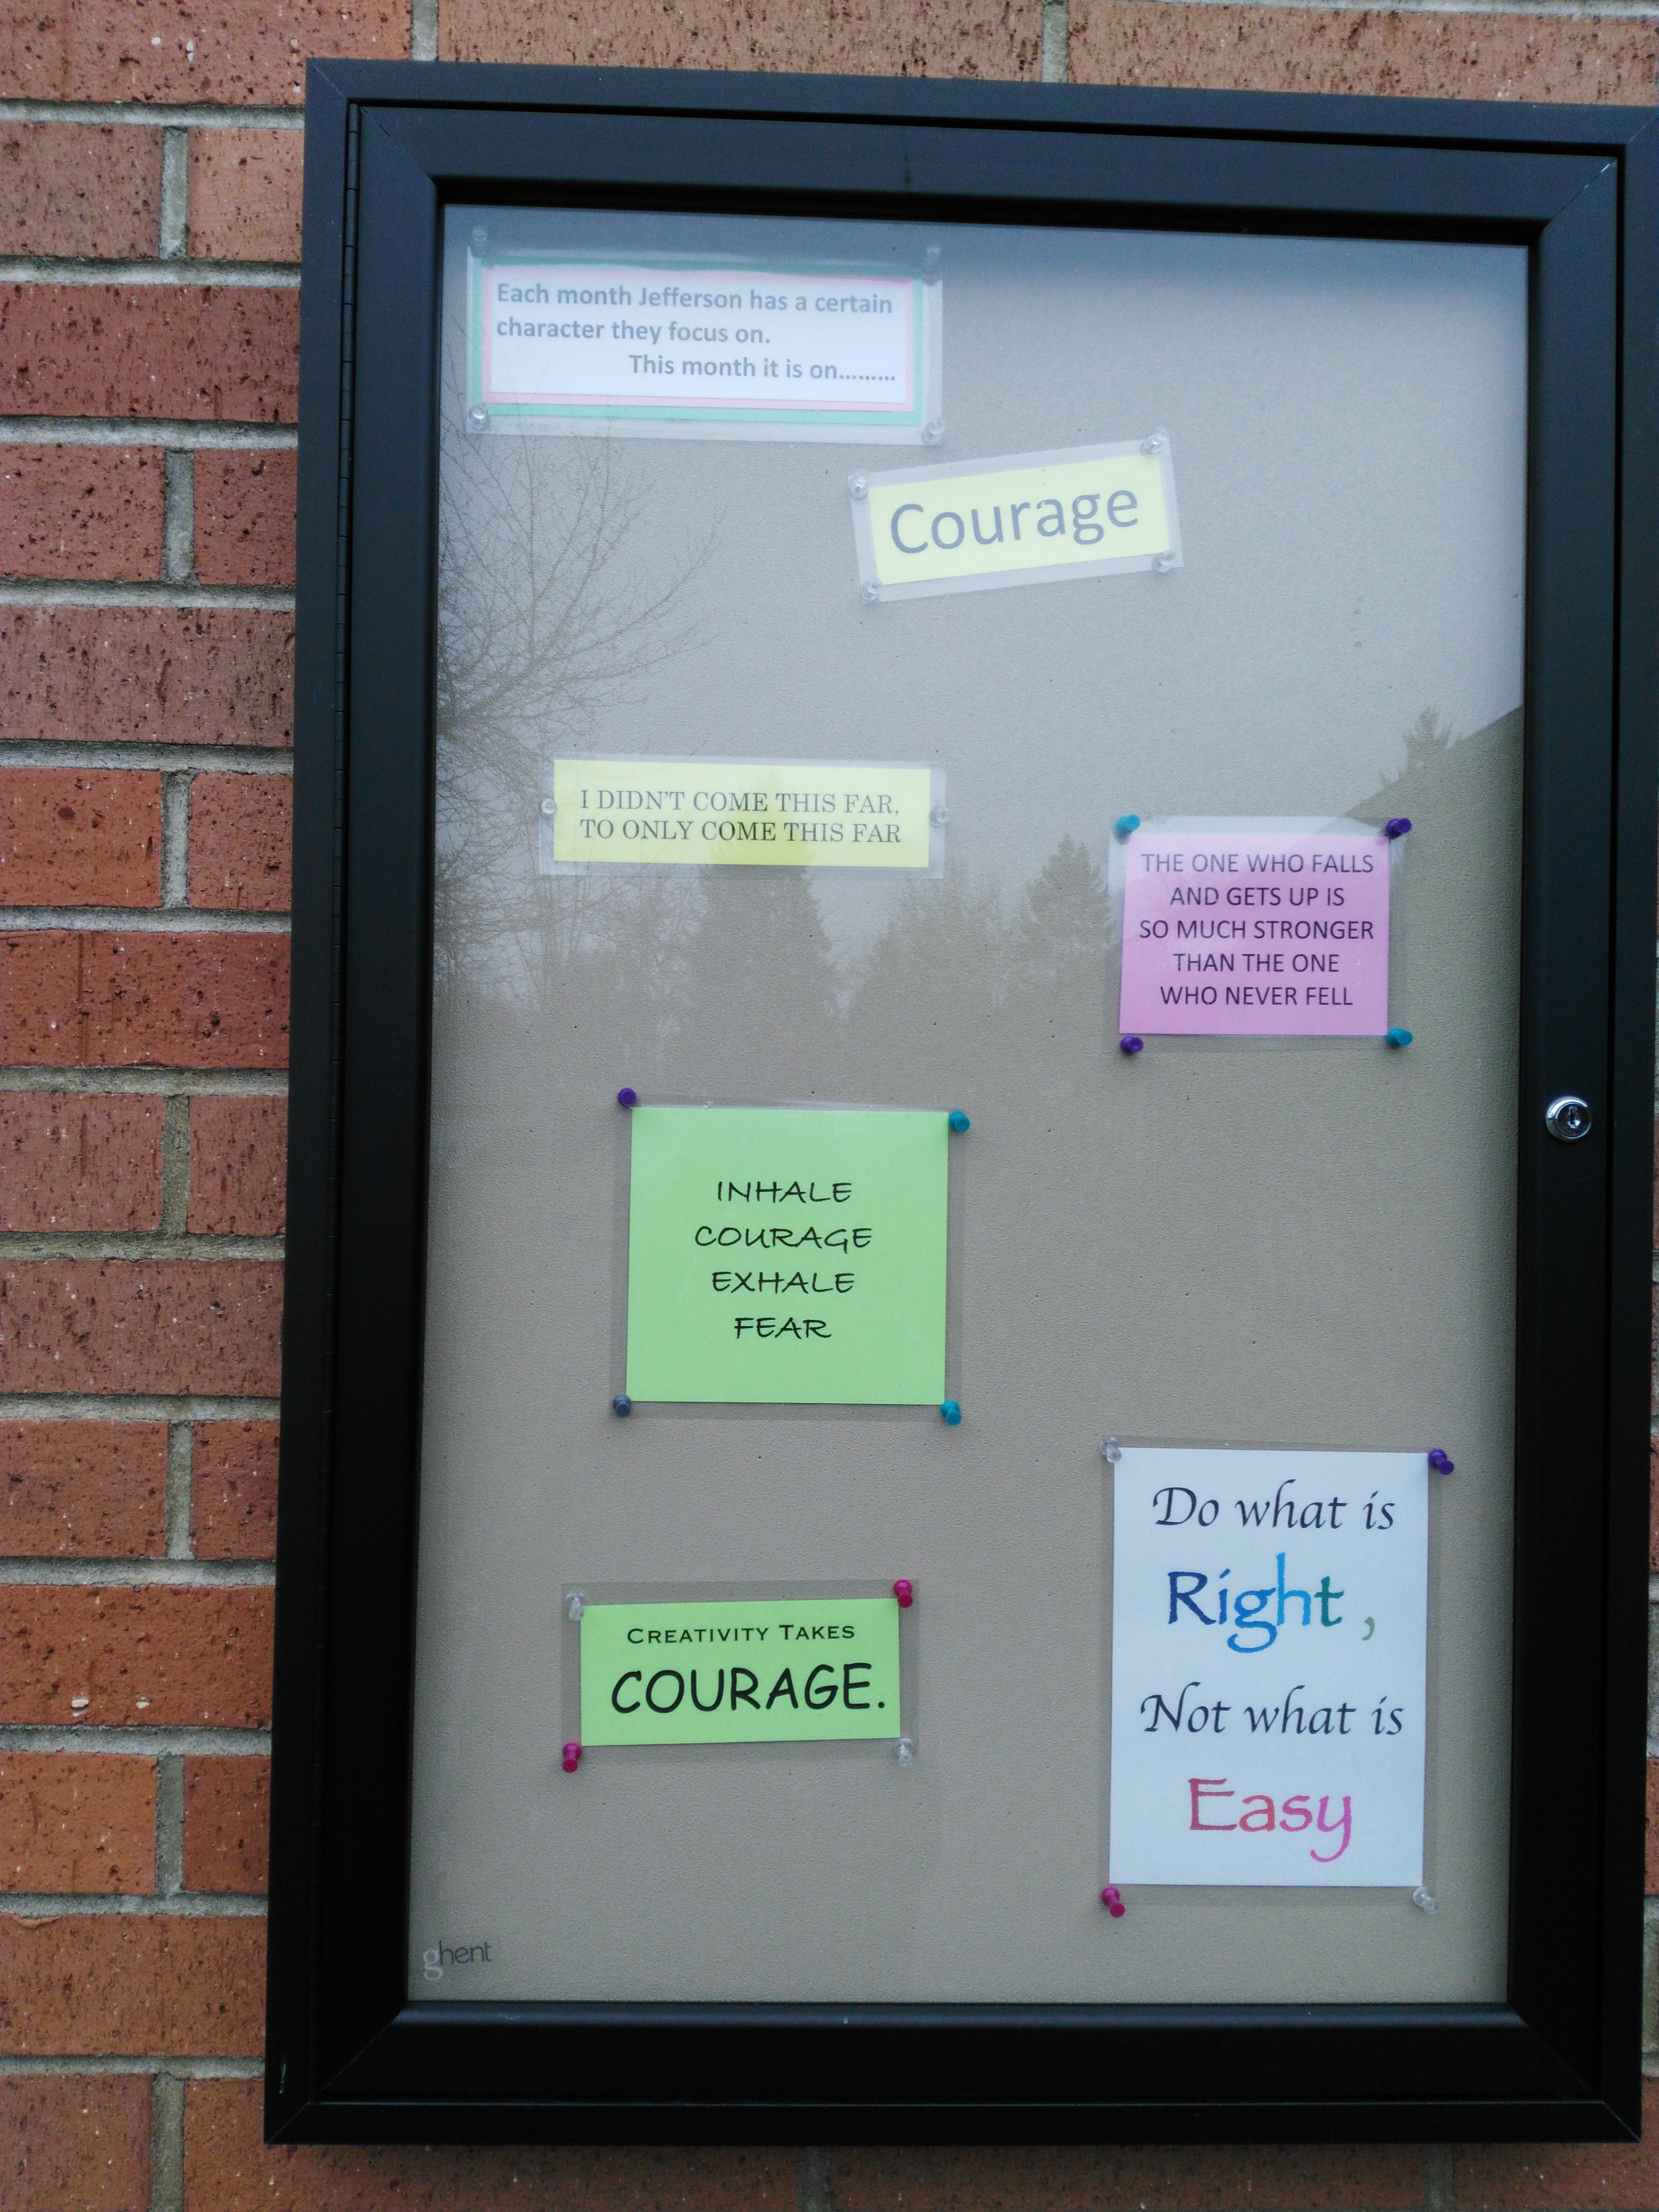 Each month Jefferson has a certain
character they focus on.
This month it is on.........
Courage
I DIDN'T COME THIS FAR,
TO ONLY COME THIS FAR
THE ONE WHO FALLS
AND GETS UP IS
SO MUCH STRONGER
THAN THE ONE
WHO NEVER FELL
INHALE
COURAGE
EXHALE
FEAR
Do what is
Right,
Not what is
Easy
CREATIVITY TAKES
COURAGE.
ghent